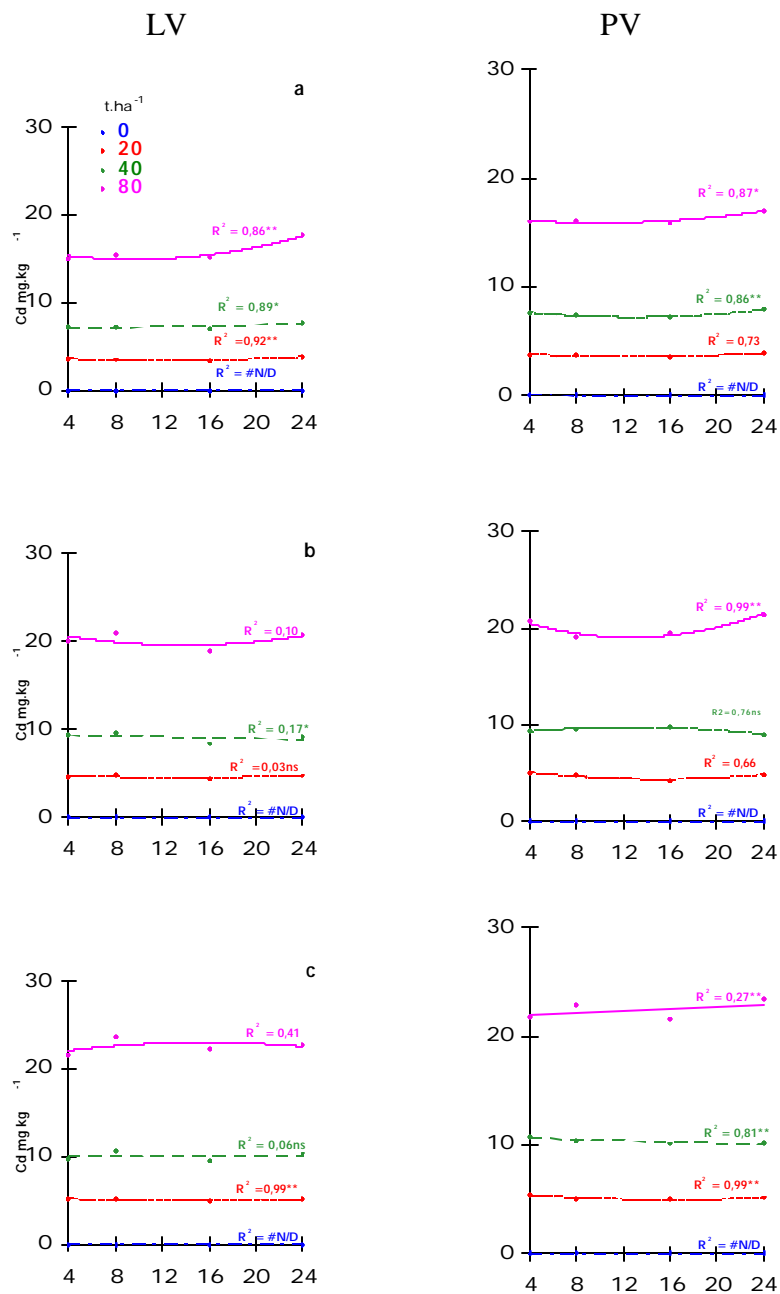 LV
PV
a
t.ha -1
0
20
40
80
Cd mg.kg -1
30
20
10
0
R² = 0,86**
R² = 0,89*
R² =0,92**
R² = #N/D
4 8 12 16 20 24
30
20
10
0
R² = 0,87*
R² = 0,86**
R² = 0,73
R² = #N/D
4 8 12 16 20 24
b
Cd mg.kg -1
30
20
10
0
R² = 0,10
R² = 0,17*
R² =0,03ns
R² = #N/D
4 8 12 16 20 24
30
20
10
0
R² = 0,99**
R2=0,76ns
R² = 0,66
R² = #N/D
4 8 12 16 20 24
c
Cd mg.kg -1
30
20
10
0
R² = 0,41
R² = 0,06ns
R² =0,99**
R² = #N/D
4 8 12 16 20 24
30
20
10
0
R² = 0,27**
R² = 0,81**
R² = 0,99**
R² = #N/D
4 8 12 16 20 24